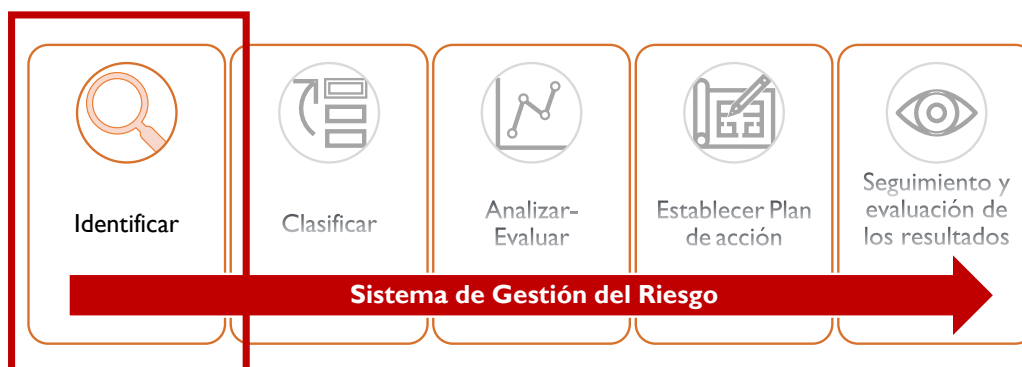 Identificar
Clasificar
Analizar-
Evaluar
Establecer Plan
de acción
Seguimiento y
evaluación de
los resultados
Sistema de Gestión del Riesgo